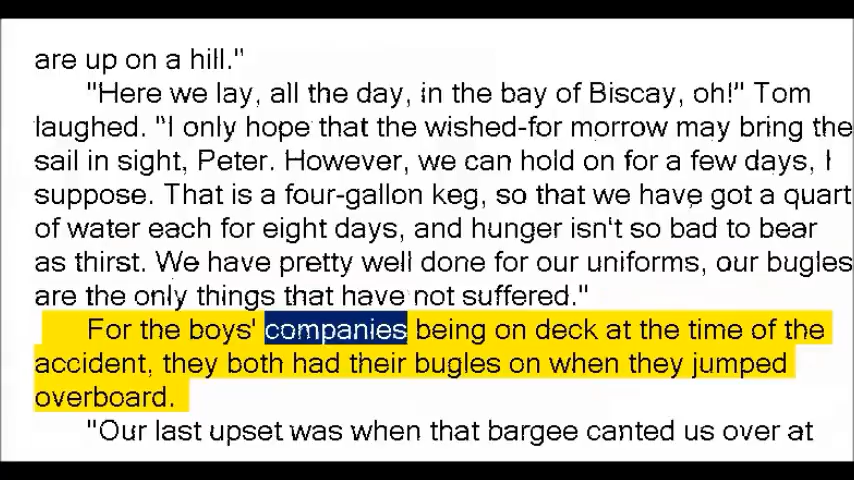 are up on a hill."
"Here we lay, all the day, in the bay of Biscay, oh!" Tom
laughed. "I only hope that the wished-for morrow may bring the
sail in sight, Peter. However, we can hold on for a few days, I
suppose. That is a four-gallon keg, so that we have got a quart
of water each for eight days, and hunger isn't so bad to bear
as thirst. We have pretty well done for our uniforms, our bugles
are the only things that have not suffered."
For the boys' companies being on deck at the time of the
accident, they both had their bugles on when they jumped
overboard.
"Our last upset was when that bargee canted us over at